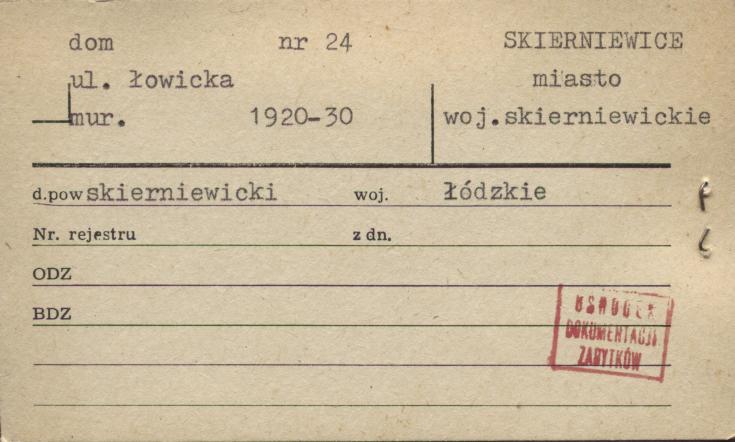 dom nr 24 SKIERNIEWICE
ul. Łowicka miasto
mur. 1920-30 woj.skierniewickie
d.pow skierniewicki woj. łódzkie
Nr. rejestru z dn.
ODZ
BDZ
OŚRODEK
DOKUMENTACJI
ZABYTKÓW